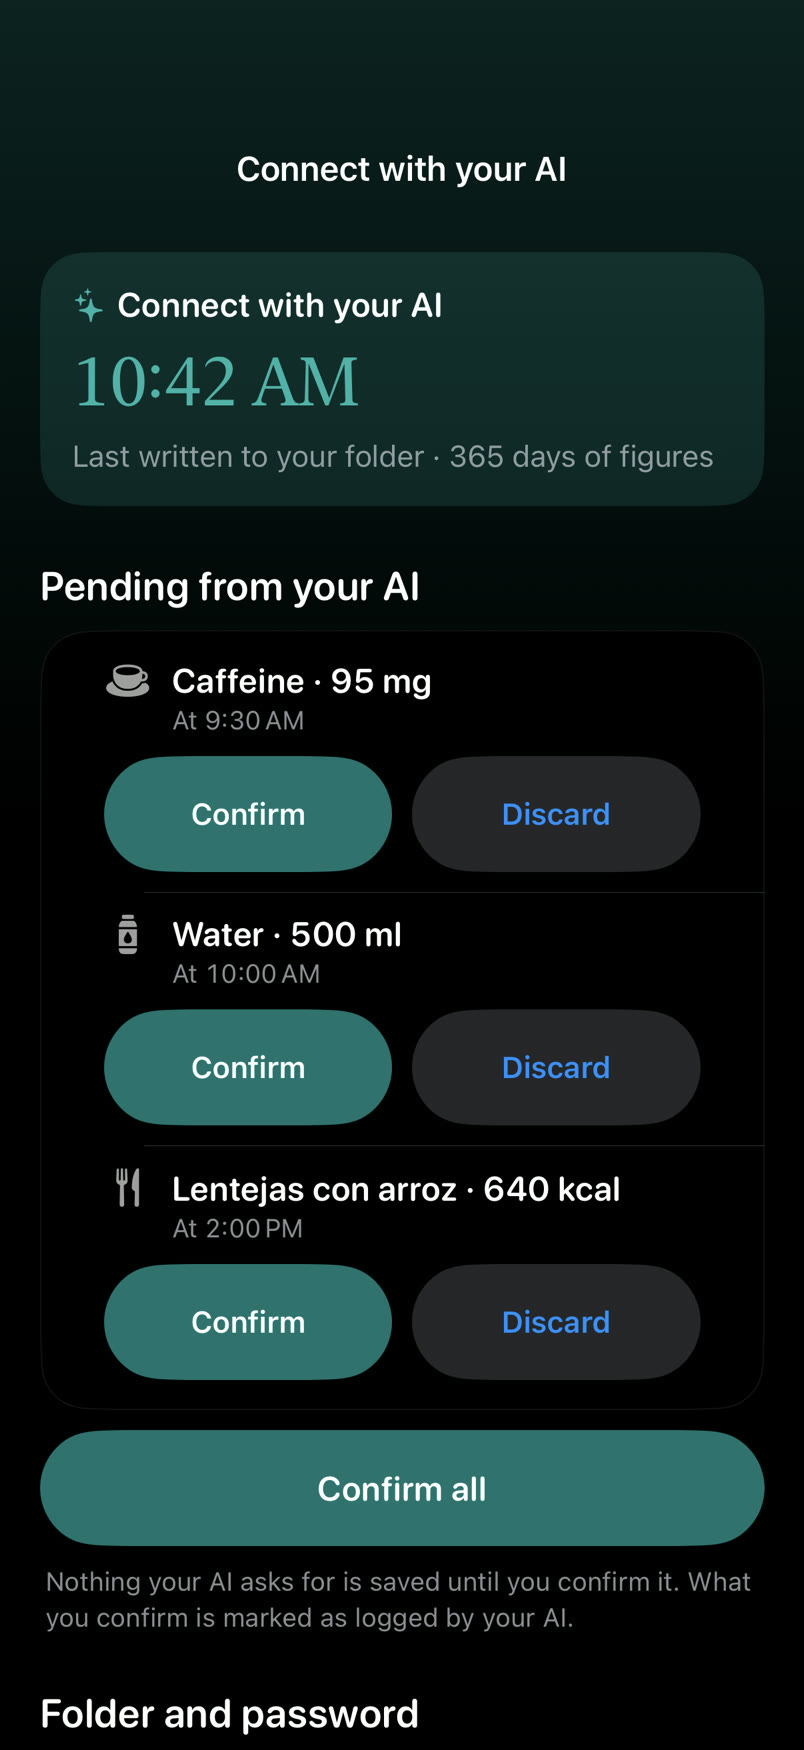 Connect with your AI
Connect with your AI
10:42 AM
Last written to your folder · 365 days of figures
Pending from your AI
Caffeine · 95 mg
At 9:30 AM
Confirm
Discard
Water · 500 ml
At 10:00 AM
Confirm
Discard
Lentejas con arroz · 640 kcal
At 2:00 PM
Confirm
Discard
Confirm all
Nothing your AI asks for is saved until you confirm it. What
you confirm is marked as logged by your AI.
Folder and password